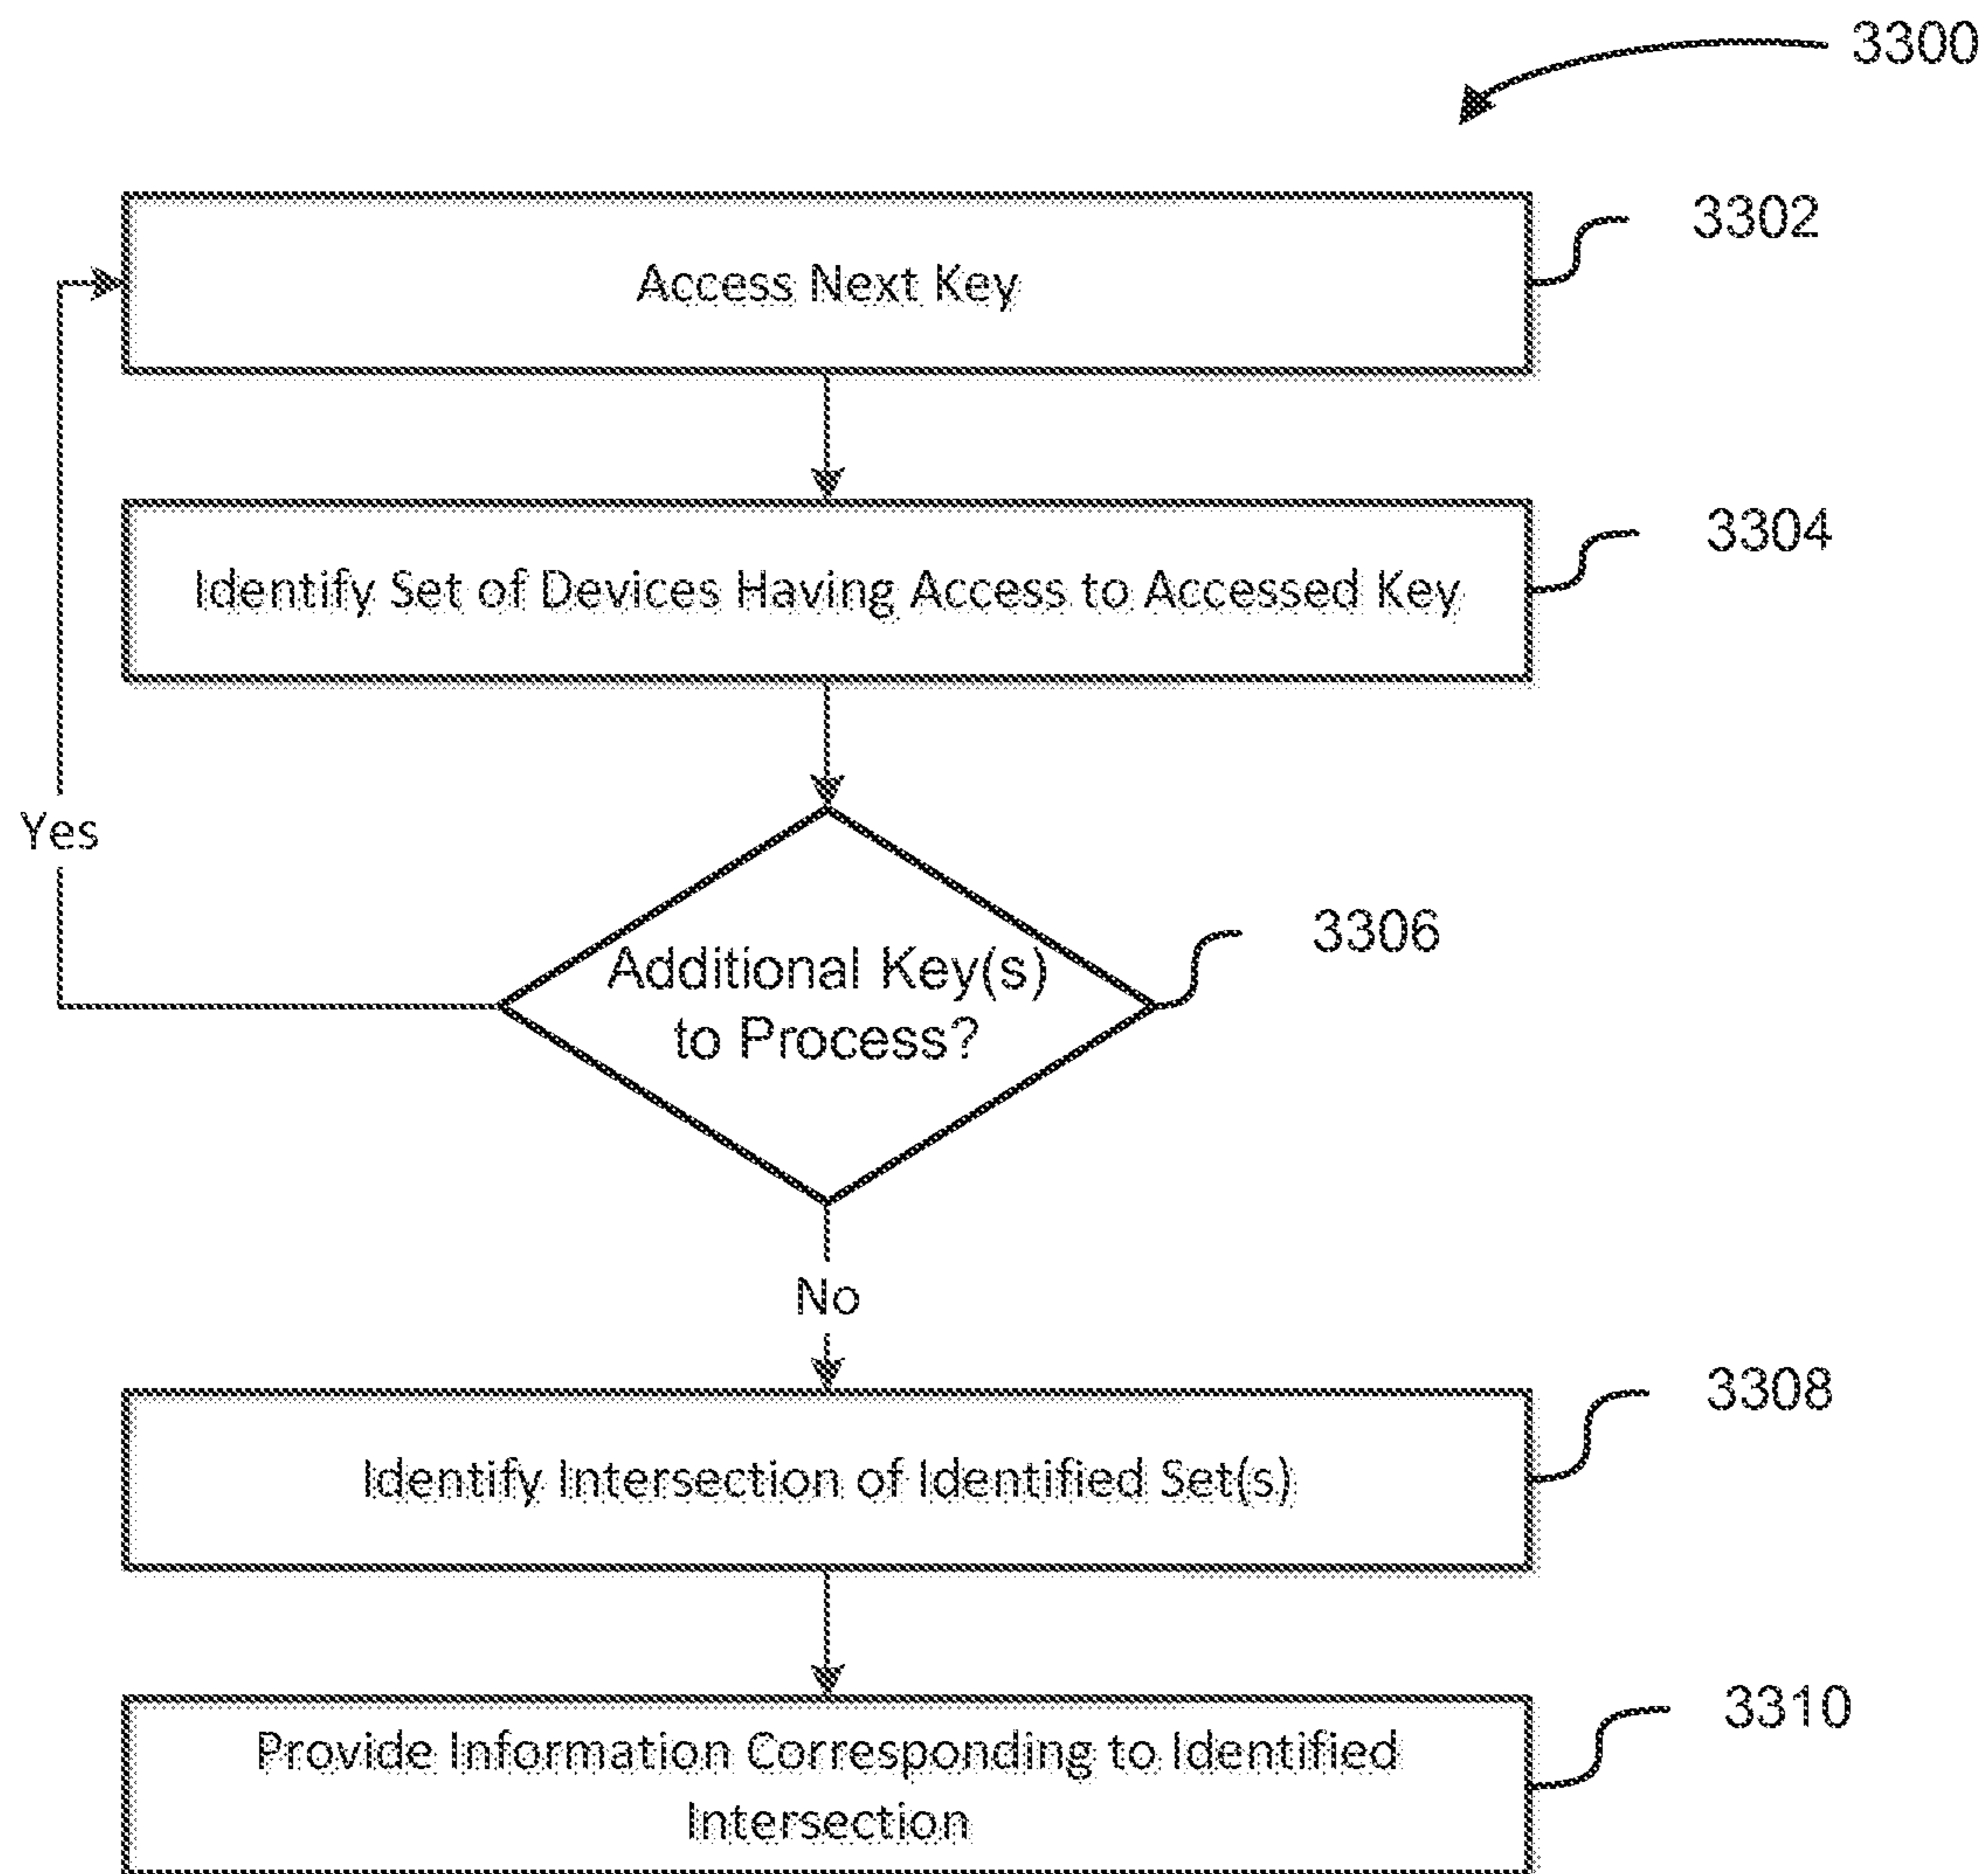 3300
3302
Access Next Key
3304
Identify Set of Devices Having Access to Accessed Key
Yes
3306
Additional Key(s)
to Process?
No
3308
Identify Intersection of Identified Set(s)
3310
Provide Information Corresponding to Identified
Intersection